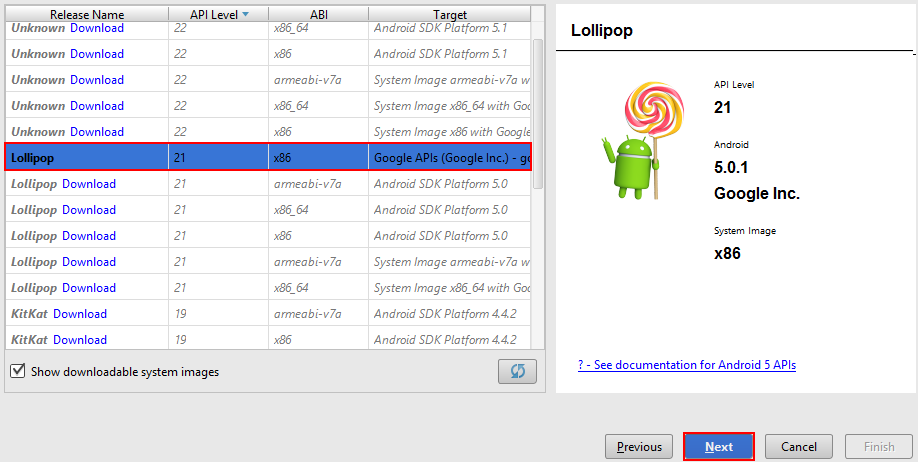 Release Name API Level ABI Target
Unknown Download 22 x86_64 Android SDK Platform 5.1
Unknown Download 22 x86 Android SDK Platform 5.1
Unknown Download 22 armeabi-v7a System Image armeabi-v7a w
Unknown Download 22 x86_64 System Image x86_64 with Goo
Unknown Download 22 x86 System Image x86 with Google
Lollipop 21 x86 Google APIs (Google Inc.) - go
Lollipop Download 21 armeabi-v7a Android SDK Platform 5.0
Lollipop Download 21 x86_64 Android SDK Platform 5.0
Lollipop Download 21 x86 Android SDK Platform 5.0
Lollipop Download 21 armeabi-v7a System Image armeabi-v7a w
Lollipop Download 21 x86_64 System Image x86_64 with Goo
KitKat Download 19 armeabi-v7a Android SDK Platform 4.4.2
KitKat Download 19 x86 Android SDK Platform 4.4.2
Show downloadable system images
Lollipop
API Level
21
Android
5.0.1
Google Inc.
System Image
x86
? - See documentation for Android 5 APIs
Previous Next Cancel Finish